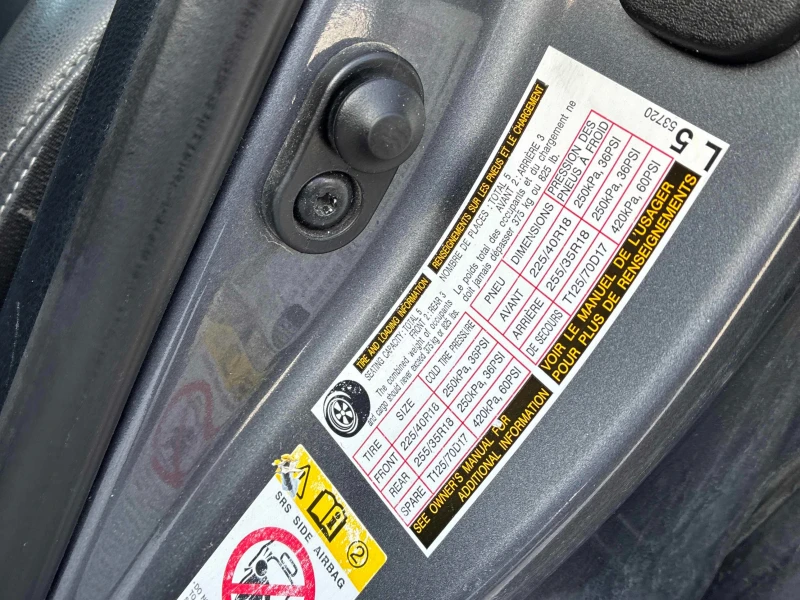 TIRE AND LOADING INFORMATION
SEATING CAPACITY : TOTAL 5
FRONT 2 : REAR 3
The combined weight of occupants
and cargo should never exceed 375 kg or 825 lbs.
TIRE SIZE COLD TIRE PRESSURE
FRONT 225/40R18 250kPa, 36PSI
REAR 255/35R18 250kPa, 36PSI
SPARE T125/70D17 420kPa, 60PSI
SEE OWNER'S MANUAL FOR
ADDITIONAL INFORMATION
RENSEIGNEMENTS SUR LES PNEUS ET LE CHARGEMENT
NOMBRE DE PLACES : TOTAL 5
AVANT 2 : ARRIÈRE 3
Le poids total des occupants et du chargement ne
doit jamais dépasser 375 kg ou 825 lb.
PNEU DIMENSIONS PRESSION DES
PNEUS À FROID
AVANT 225/40R18 250kPa, 36PSI
ARRIÈRE 255/35R18 250kPa, 36PSI
DE SECOURS T125/70D17 420kPa, 60PSI
VOIR LE MANUEL DE L'USAGER
POUR PLUS DE RENSEIGNEMENTS
53720
L5
2
SRS SIDE AIRBAG